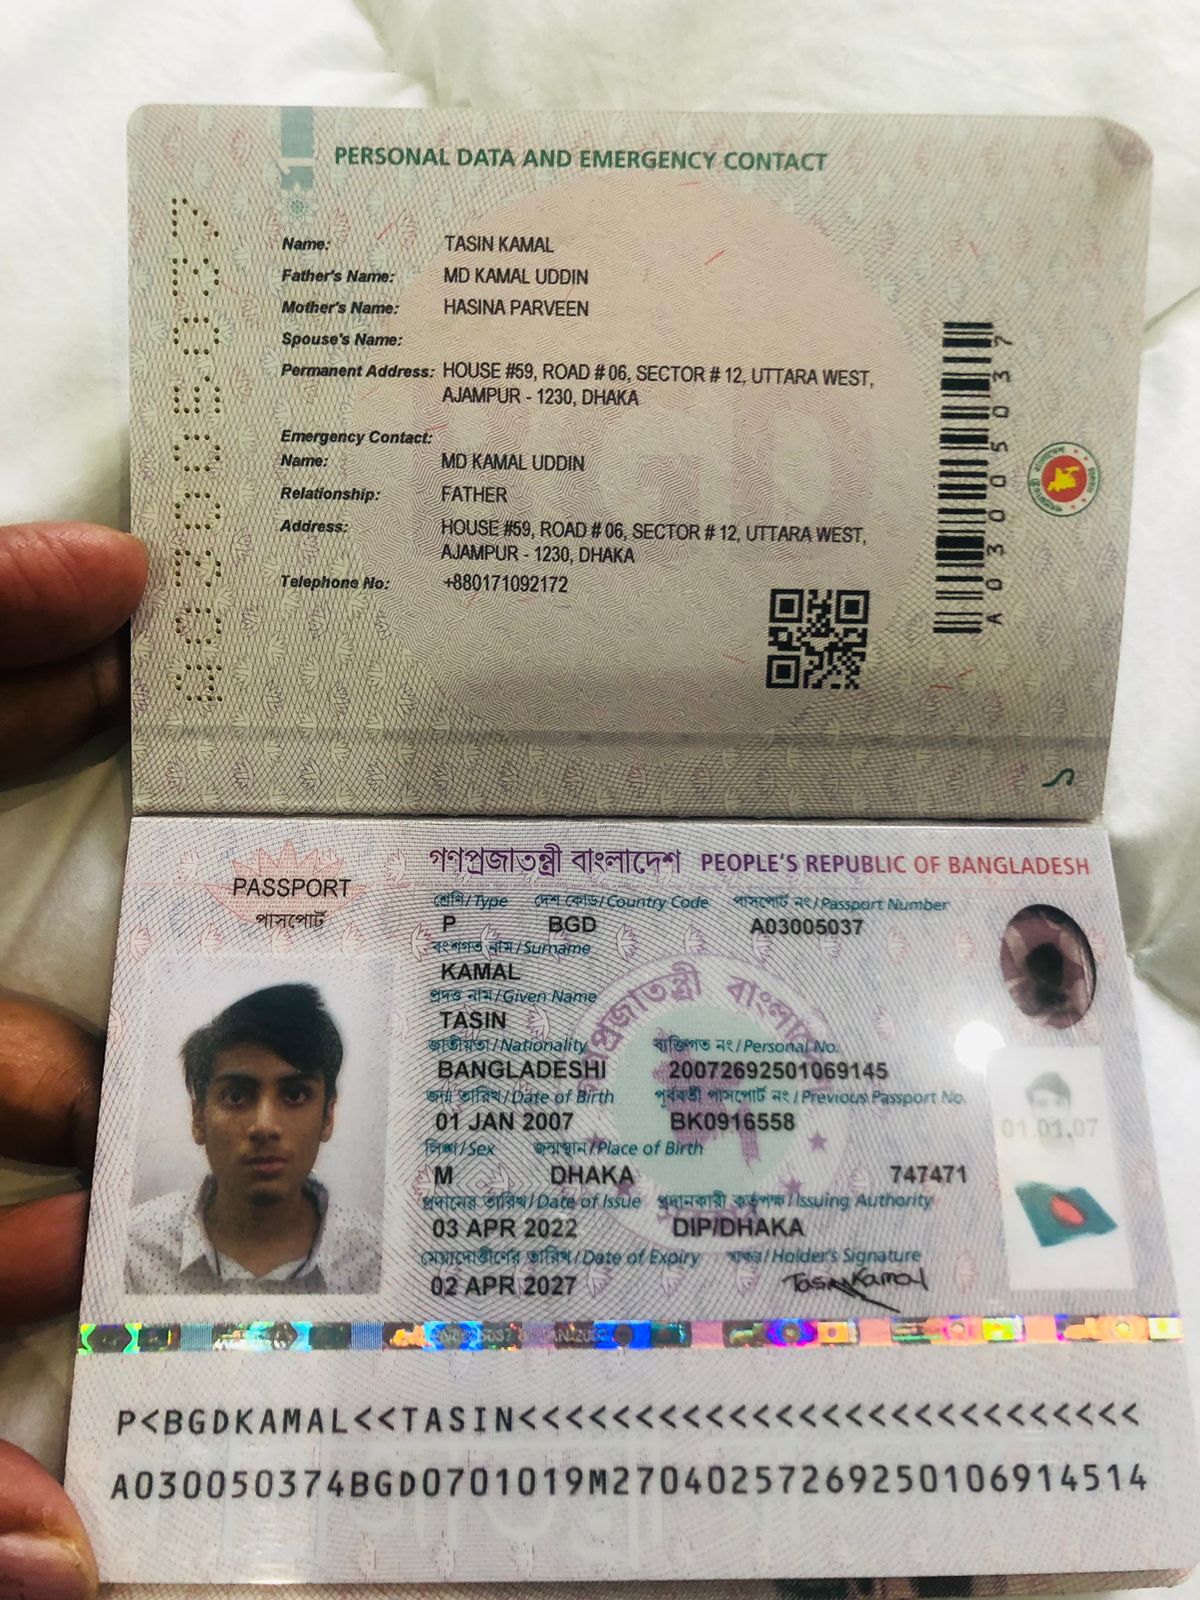 PERSONAL DATA AND EMERGENCY CONTACT
Name: TASIN KAMAL
Father's Name: MD KAMAL UDDIN
Mother's Name: HASINA PARVEEN
Spouse's Name:
Permanent Address: HOUSE #59, ROAD # 06, SECTOR # 12, UTTARA WEST,
AJAMPUR - 1230, DHAKA
Emergency Contact:
Name: MD KAMAL UDDIN
Relationship: FATHER
Address: HOUSE #59, ROAD # 06, SECTOR # 12, UTTARA WEST,
AJAMPUR - 1230, DHAKA
Telephone No: +880171092172
A03005037
A03005037
গণপ্রজাতন্ত্রী বাংলাদেশ PEOPLE'S REPUBLIC OF BANGLADESH
PASSPORT
পাসপোর্ট
শ্রেণি/Type দেশ কোড/Country Code পাসপোর্ট নং/Passport Number
P BGD A03005037
বংশগত নাম/Surname
KAMAL
প্রদত্ত নাম/Given Name
TASIN
জাতীয়তা/Nationality ব্যক্তিগত নং/Personal No.
BANGLADESHI 20072692501069145
জন্ম তারিখ/Date of Birth পূর্ববর্তী পাসপোর্ট নং/Previous Passport No.
01 JAN 2007 BK0916558
লিঙ্গ/Sex জন্মস্থান/Place of Birth
M DHAKA 747471
প্রদানের তারিখ/Date of Issue প্রদানকারী কর্তৃপক্ষ/Issuing Authority
03 APR 2022 DIP/DHAKA
মেয়াদোত্তীর্ণের তারিখ/Date of Expiry স্বাক্ষর/Holder's Signature
02 APR 2027 Tasin Kamal
01.01.07
গণপ্রজাতন্ত্রী বাংলাদেশ
P<BGDKAMAL<<TASIN<<<<<<<<<<<<<<<<<<<<<<<<<<<
A030050374BGD0701019M27040257269250106914514